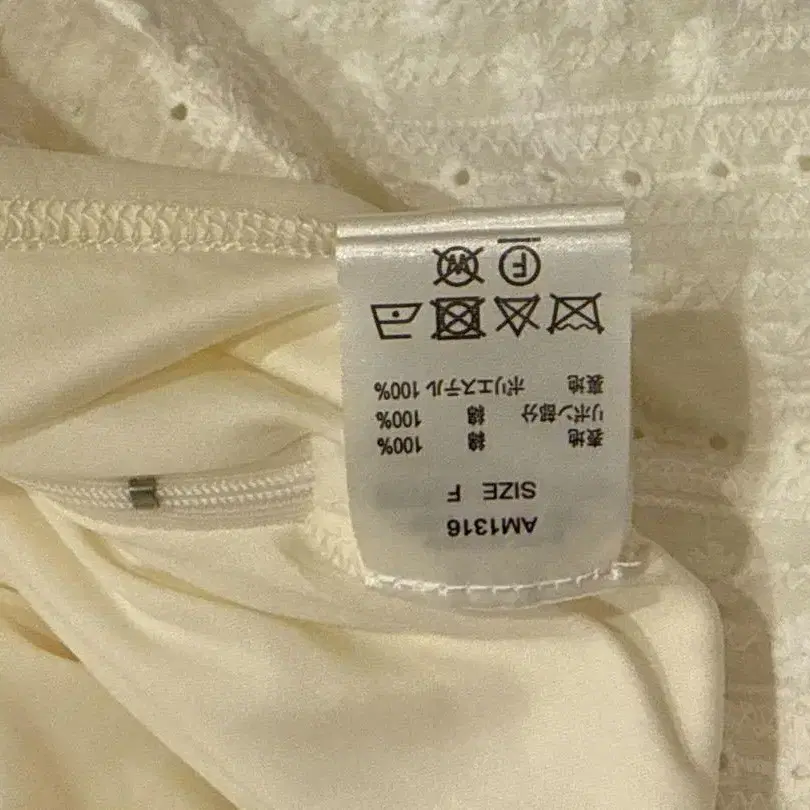 AM1316
SIZE F
表地 綿 100%
リボン部分 綿 100%
裏地 ポリエステル 100%
F
W